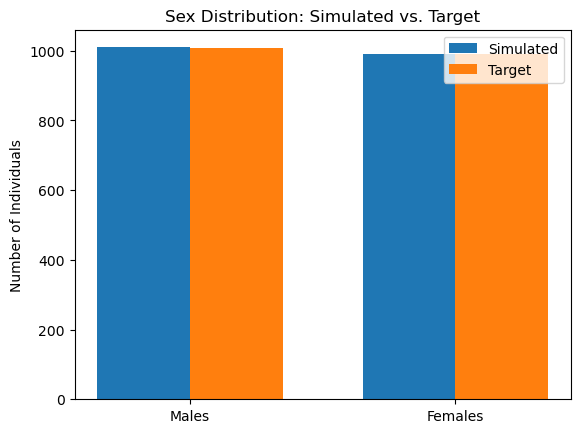 Sex Distribution: Simulated vs. Target
Simulated
Target
Number of Individuals
1000
800
600
400
200
0
Males
Females